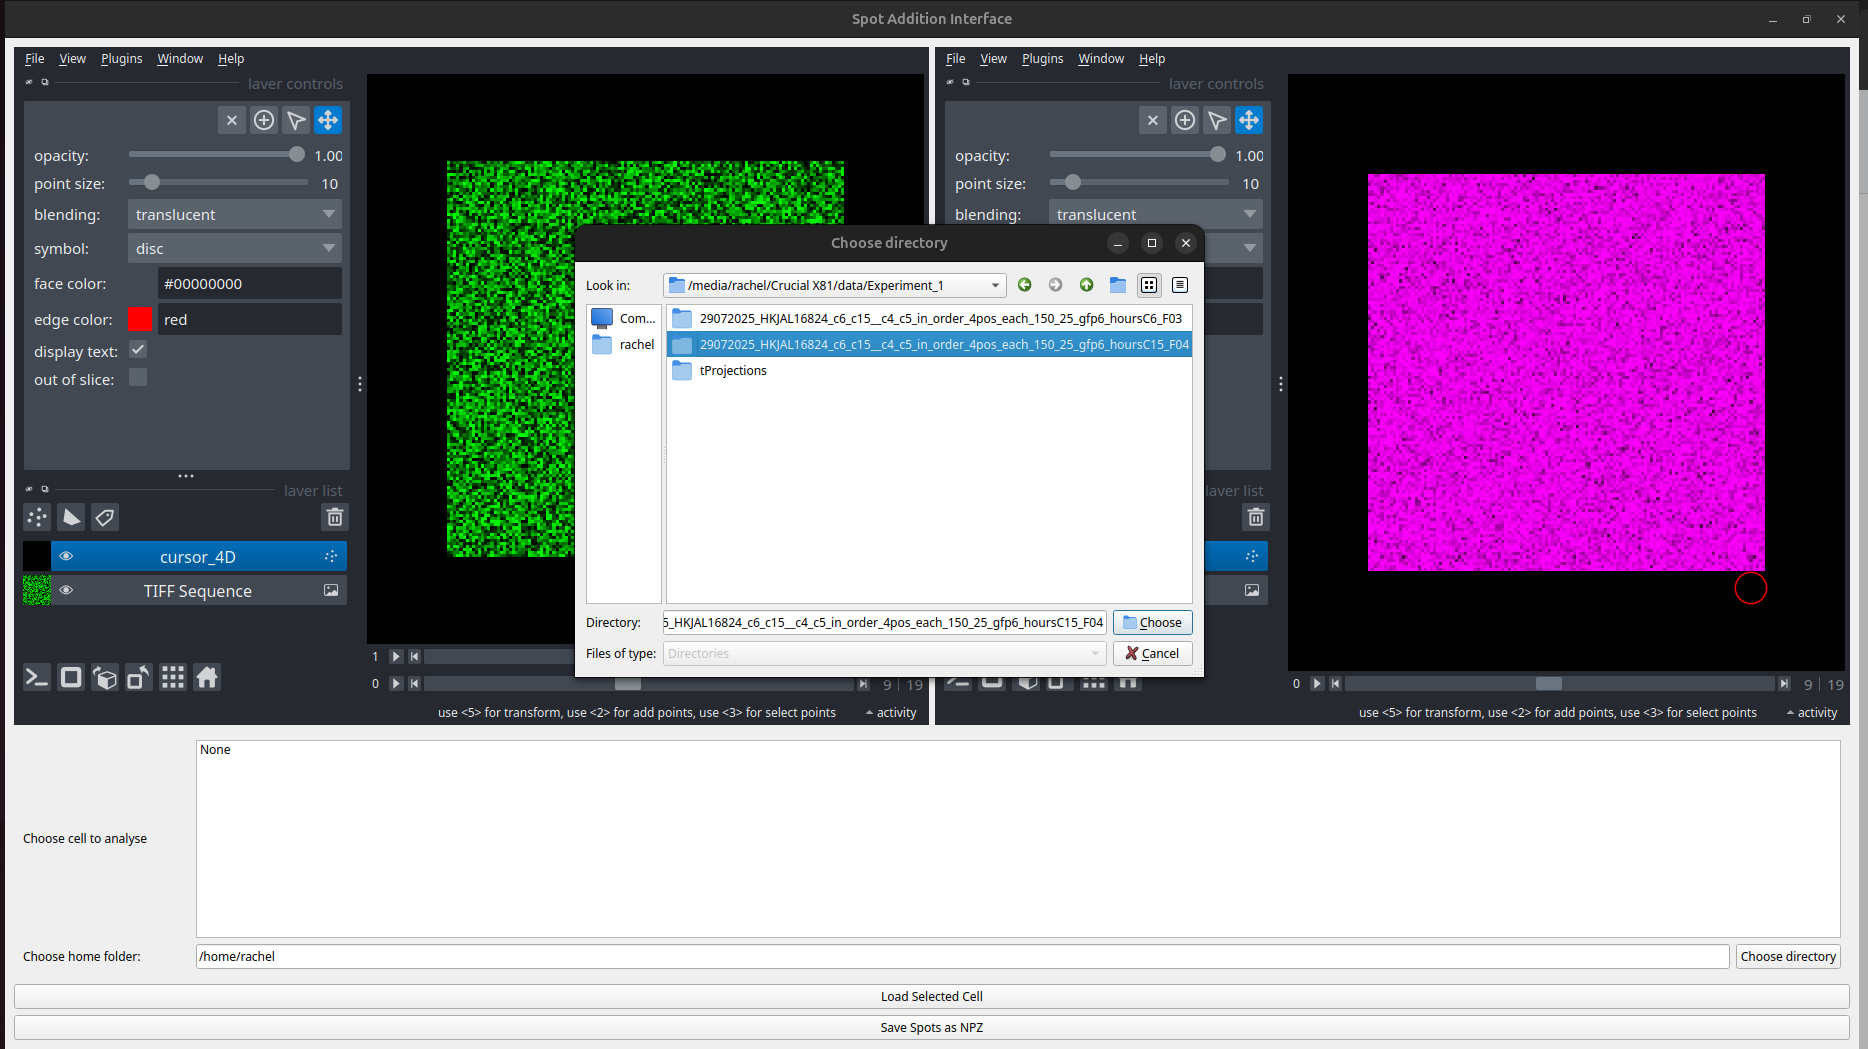 Spot Addition Interface
File View Plugins Window Help
layer controls
opacity: 1.00
point size: 10
blending: translucent
symbol: disc
face color: #00000000
edge color: red
display text:
out of slice:
layer list
cursor_4D
TIFF Sequence
1
0 9 | 19
use <5> for transform, use <2> for add points, use <3> for select points activity
File View Plugins Window Help
layer controls
opacity: 1.00
point size: 10
blending: translucent
layer list
0 9 | 19
use <5> for transform, use <2> for add points, use <3> for select points activity
Choose directory
Look in: /media/rachel/Crucial X81/data/Experiment_1
Com...
rachel
29072025_HKJAL16824_c6_c15__c4_c5_in_order_4pos_each_150_25_gfp6_hoursC6_F03
29072025_HKJAL16824_c6_c15__c4_c5_in_order_4pos_each_150_25_gfp6_hoursC15_F04
tProjections
Directory: 5_HKJAL16824_c6_c15__c4_c5_in_order_4pos_each_150_25_gfp6_hoursC15_F04 Choose
Files of type: Directories Cancel
None
Choose cell to analyse
Choose home folder: /home/rachel Choose directory
Load Selected Cell
Save Spots as NPZ